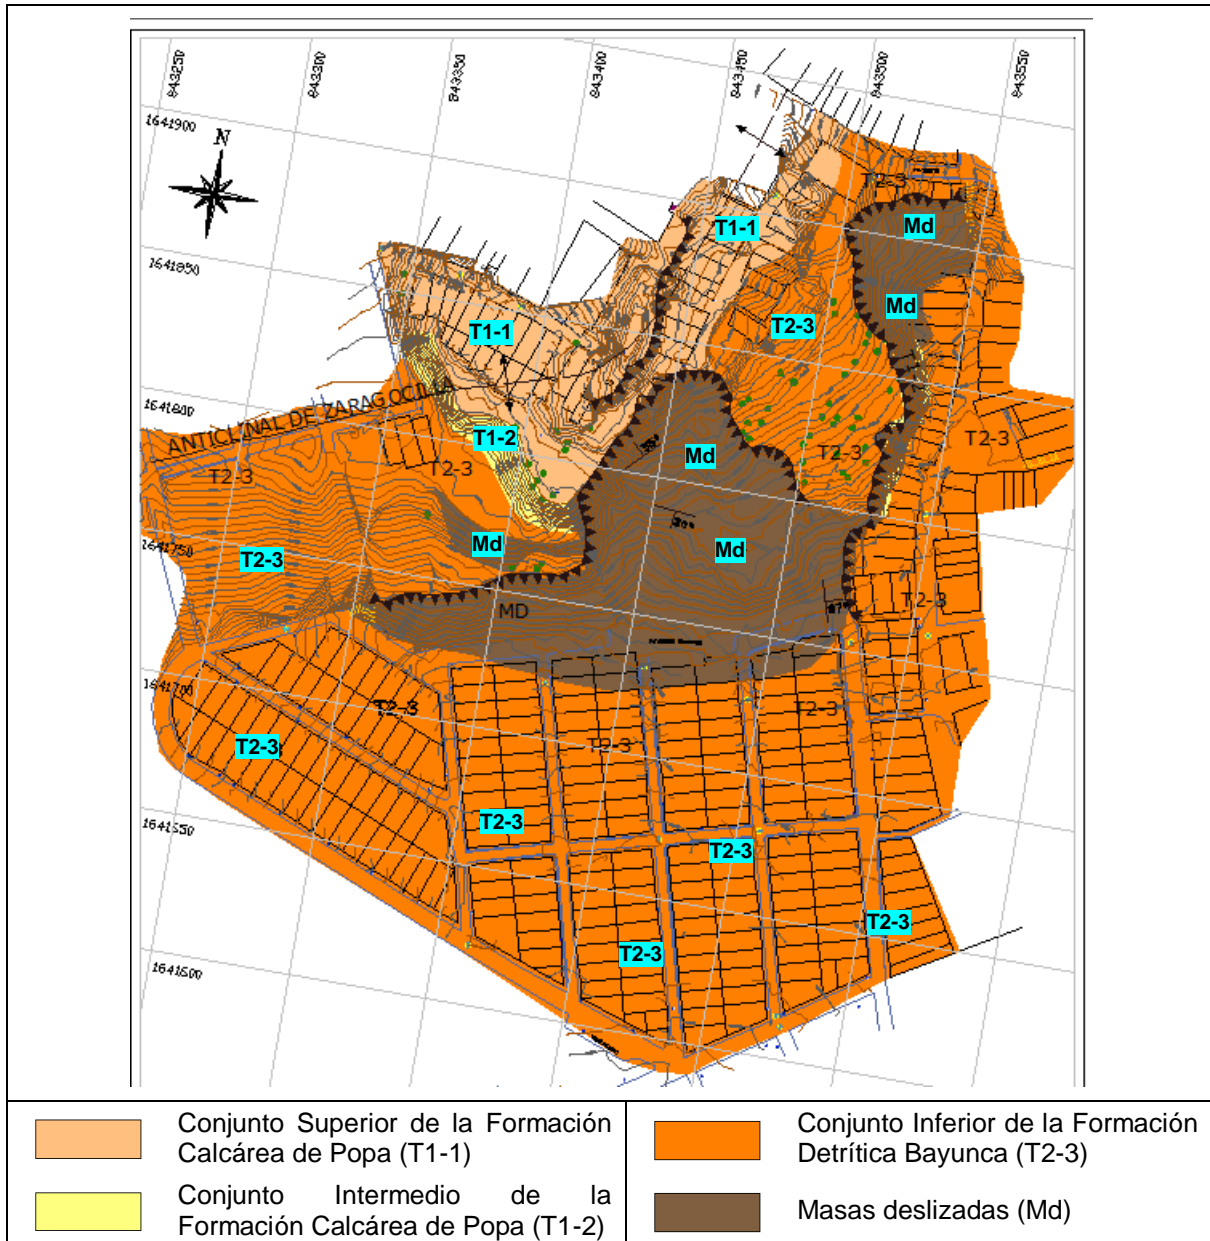 843250
843300
843350
843400
843450
843500
843550
1641900
N
T2-3
T1-1
Md
1641850
Md
T1-1
T2-3
1641800
ANTICLINAL DE ZARAGOCILLA
T1-2
T2-3
T2-3
T2-3
T2-3
Md
1641750
T2-3
Md
Md
MD
T2-3
1641700
T2-3
T2-3
T2-3
T2-3
T2-3
1641650
T2-3
T2-3
T2-3
1641600
Conjunto Superior de la Formación
Calcárea de Popa (T1-1)
Conjunto Intermedio de la
Formación Calcárea de Popa (T1-2)
Conjunto Inferior de la Formación
Detrítica Bayunca (T2-3)
Masas deslizadas (Md)